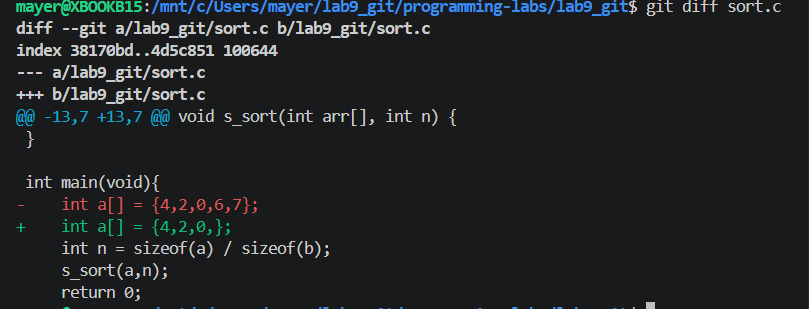 mayer@XBOOKB15:/mnt/c/Users/mayer/lab9_git/programming-labs/lab9_git$ git diff sort.c
diff --git a/lab9_git/sort.c b/lab9_git/sort.c
index 38170bd..4d5c851 100644
--- a/lab9_git/sort.c
+++ b/lab9_git/sort.c
@@ -13,7 +13,7 @@ void s_sort(int arr[], int n) {
 }

 int main(void){
-    int a[] = {4,2,0,6,7};
+    int a[] = {4,2,0,};
     int n = sizeof(a) / sizeof(b);
     s_sort(a,n);
     return 0;